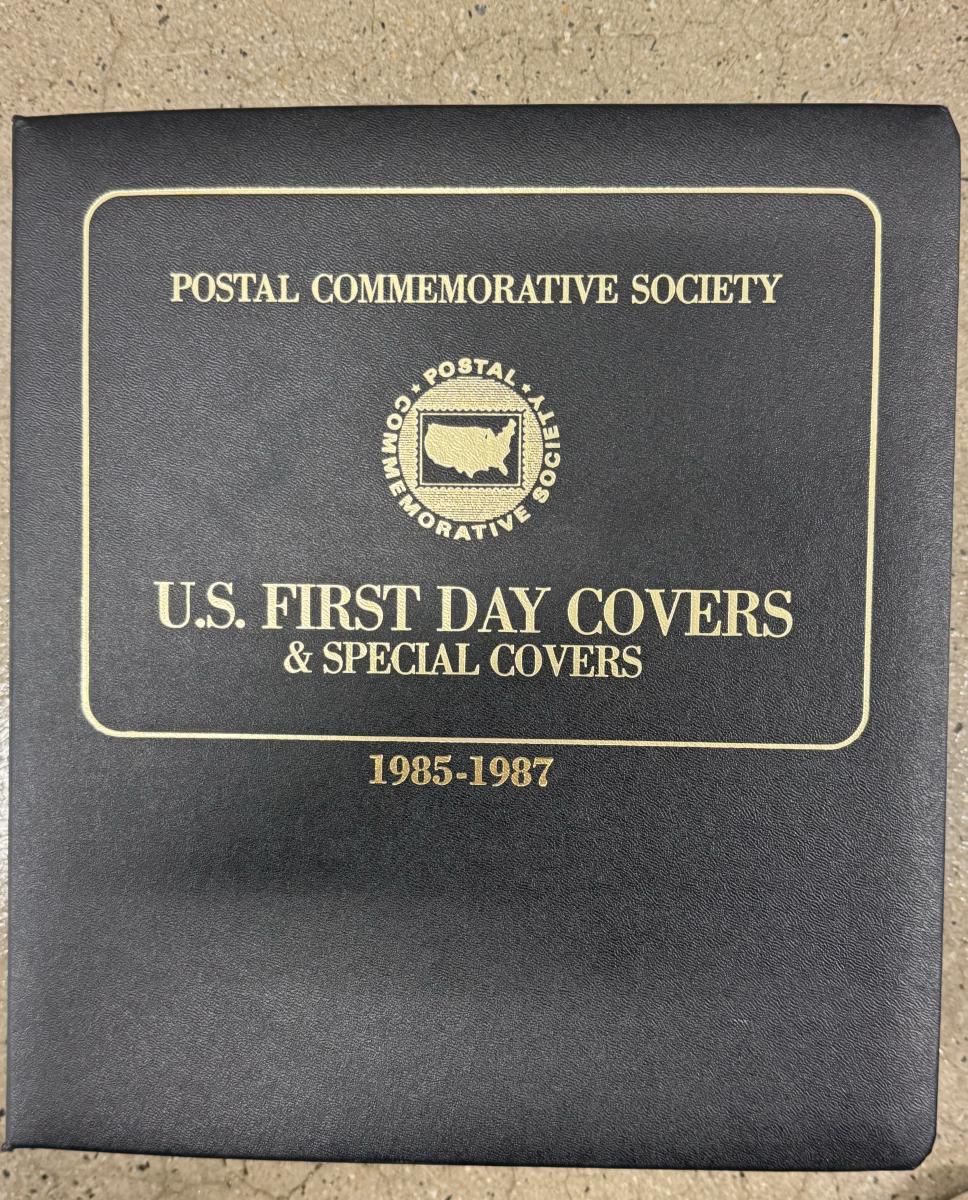 POSTAL COMMEMORATIVE SOCIETY
★ POSTAL ★ COMMEMORATIVE SOCIETY
U.S. FIRST DAY COVERS
& SPECIAL COVERS
1985-1987